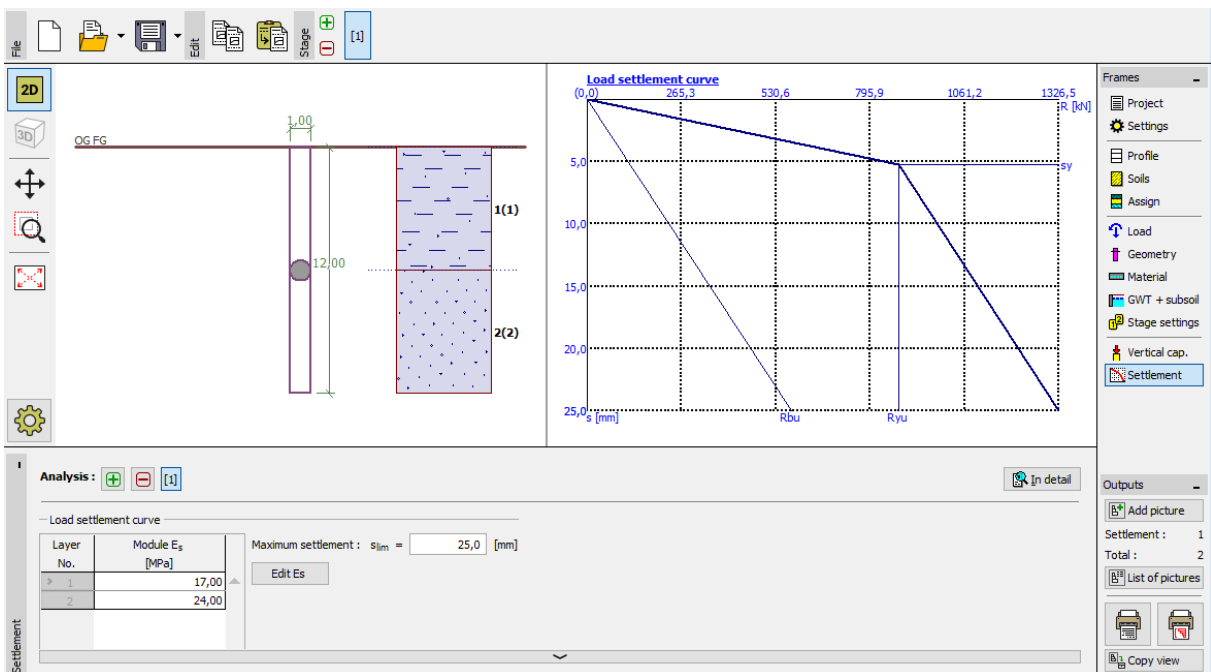 File
Edit
Stage
[1]
2D
3D
OG FG
1,00
12,00
1(1)
2(2)
Load settlement curve
(0,0) 265,3 530,6 795,9 1061,2 1326,5
R [kN]
5,0
sy
10,0
15,0
20,0
25,0
s [mm]
Rbu
Ryu
Frames
Project
Settings
Profile
Soils
Assign
Load
Geometry
Material
GWT + subsoil
Stage settings
Vertical cap.
Settlement
Analysis : [1]
In detail
Load settlement curve
Layer No.
Module Es [MPa]
> 1 17,00
2 24,00
Maximum settlement : slim = 25,0 [mm]
Edit Es
Settlement
Outputs
Add picture
Settlement : 1
Total : 2
List of pictures
Copy view